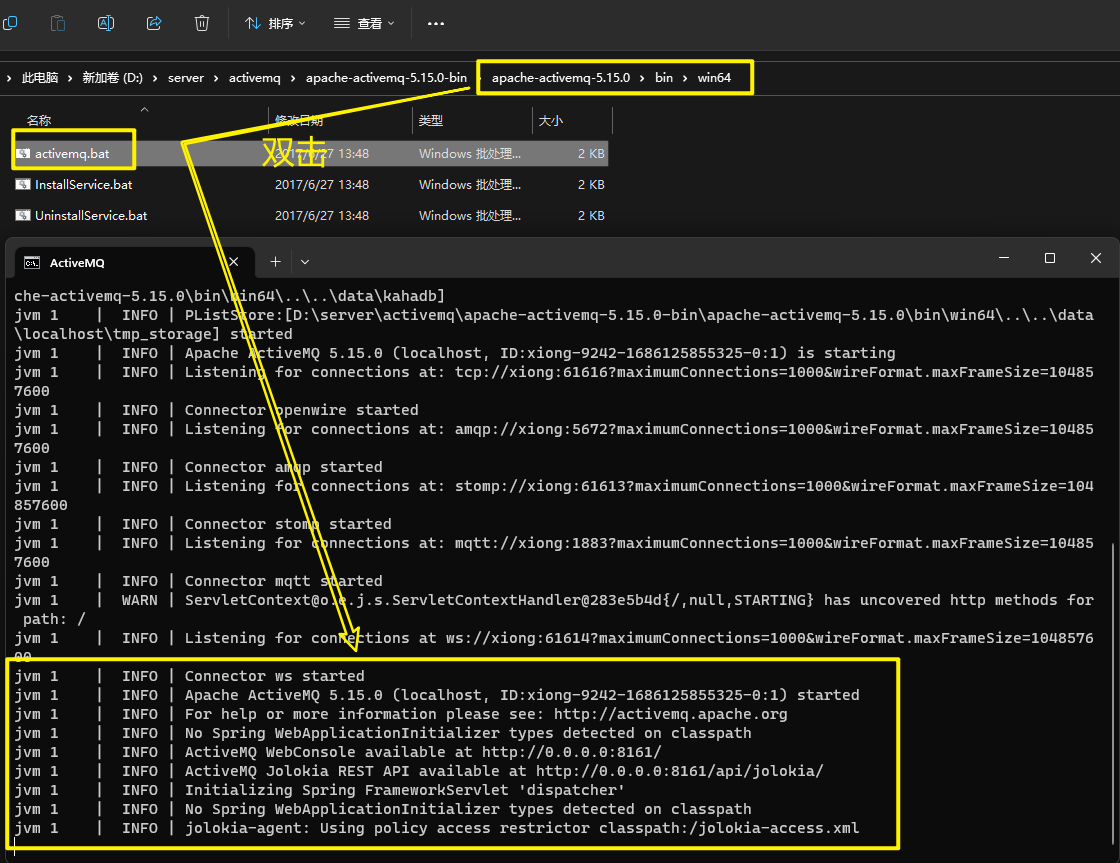 排序
查看
此电脑 › 新加卷 (D:) › server › activemq › apache-activemq-5.15.0-bin › apache-activemq-5.15.0 › bin › win64
名称 修改日期 类型 大小
activemq.bat 2017/6/27 13:48 Windows 批处理... 2 KB
双击
InstallService.bat 2017/6/27 13:48 Windows 批处理... 2 KB
UninstallService.bat 2017/6/27 13:48 Windows 批处理... 2 KB
ActiveMQ
che-activemq-5.15.0\bin\win64\..\..\data\kahadb]
jvm 1 | INFO | PListStore:[D:\server\activemq\apache-activemq-5.15.0-bin\apache-activemq-5.15.0\bin\win64\..\..\data
\localhost\tmp_storage] started
jvm 1 | INFO | Apache ActiveMQ 5.15.0 (localhost, ID:xiong-9242-1686125855325-0:1) is starting
jvm 1 | INFO | Listening for connections at: tcp://xiong:61616?maximumConnections=1000&wireFormat.maxFrameSize=10485
7600
jvm 1 | INFO | Connector openwire started
jvm 1 | INFO | Listening for connections at: amqp://xiong:5672?maximumConnections=1000&wireFormat.maxFrameSize=10485
7600
jvm 1 | INFO | Connector amqp started
jvm 1 | INFO | Listening for connections at: stomp://xiong:61613?maximumConnections=1000&wireFormat.maxFrameSize=104
857600
jvm 1 | INFO | Connector stomp started
jvm 1 | INFO | Listening for connections at: mqtt://xiong:1883?maximumConnections=1000&wireFormat.maxFrameSize=10485
7600
jvm 1 | INFO | Connector mqtt started
jvm 1 | WARN | ServletContext@o.e.j.s.ServletContextHandler@283e5b4d{/,null,STARTING} has uncovered http methods for
path: /
jvm 1 | INFO | Listening for connections at ws://xiong:61614?maximumConnections=1000&wireFormat.maxFrameSize=1048576
00
jvm 1 | INFO | Connector ws started
jvm 1 | INFO | Apache ActiveMQ 5.15.0 (localhost, ID:xiong-9242-1686125855325-0:1) started
jvm 1 | INFO | For help or more information please see: http://activemq.apache.org
jvm 1 | INFO | No Spring WebApplicationInitializer types detected on classpath
jvm 1 | INFO | ActiveMQ WebConsole available at http://0.0.0.0:8161/
jvm 1 | INFO | ActiveMQ Jolokia REST API available at http://0.0.0.0:8161/api/jolokia/
jvm 1 | INFO | Initializing Spring FrameworkServlet 'dispatcher'
jvm 1 | INFO | No Spring WebApplicationInitializer types detected on classpath
jvm 1 | INFO | jolokia-agent: Using policy access restrictor classpath:/jolokia-access.xml